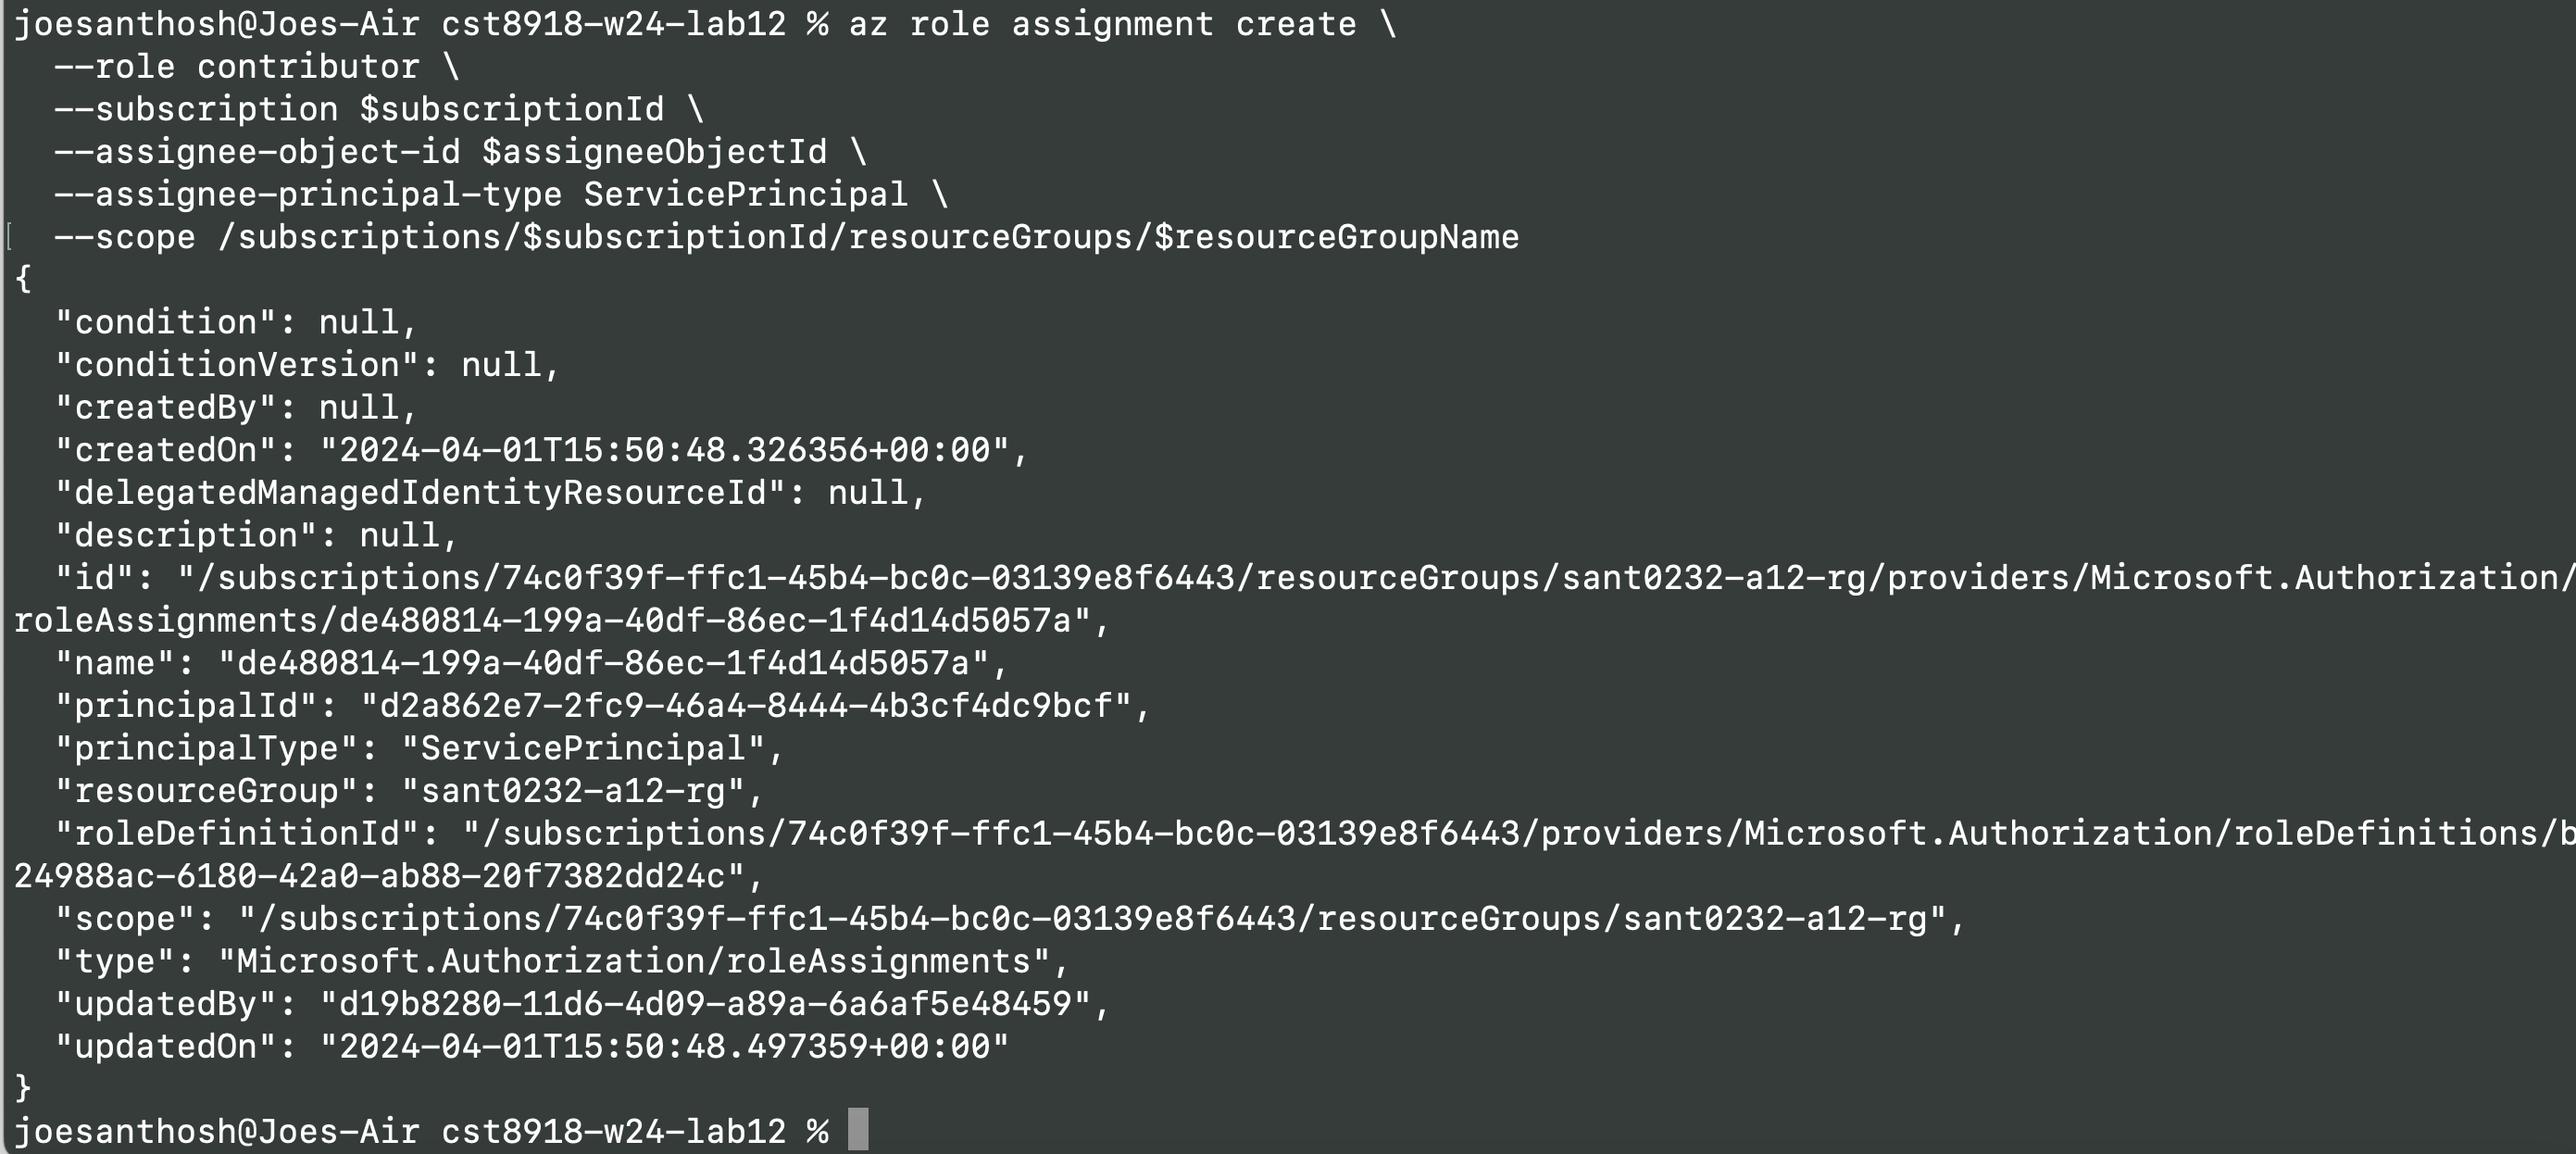 joesanthosh@Joes-Air cst8918-w24-lab12 % az role assignment create \
  --role contributor \
  --subscription $subscriptionId \
  --assignee-object-id $assigneeObjectId \
  --assignee-principal-type ServicePrincipal \
[  --scope /subscriptions/$subscriptionId/resourceGroups/$resourceGroupName
{
  "condition": null,
  "conditionVersion": null,
  "createdBy": null,
  "createdOn": "2024-04-01T15:50:48.326356+00:00",
  "delegatedManagedIdentityResourceId": null,
  "description": null,
  "id": "/subscriptions/74c0f39f-ffc1-45b4-bc0c-03139e8f6443/resourceGroups/sant0232-a12-rg/providers/Microsoft.Authorization/
roleAssignments/de480814-199a-40df-86ec-1f4d14d5057a",
  "name": "de480814-199a-40df-86ec-1f4d14d5057a",
  "principalId": "d2a862e7-2fc9-46a4-8444-4b3cf4dc9bcf",
  "principalType": "ServicePrincipal",
  "resourceGroup": "sant0232-a12-rg",
  "roleDefinitionId": "/subscriptions/74c0f39f-ffc1-45b4-bc0c-03139e8f6443/providers/Microsoft.Authorization/roleDefinitions/b
24988ac-6180-42a0-ab88-20f7382dd24c",
  "scope": "/subscriptions/74c0f39f-ffc1-45b4-bc0c-03139e8f6443/resourceGroups/sant0232-a12-rg",
  "type": "Microsoft.Authorization/roleAssignments",
  "updatedBy": "d19b8280-11d6-4d09-a89a-6a6af5e48459",
  "updatedOn": "2024-04-01T15:50:48.497359+00:00"
}
joesanthosh@Joes-Air cst8918-w24-lab12 %